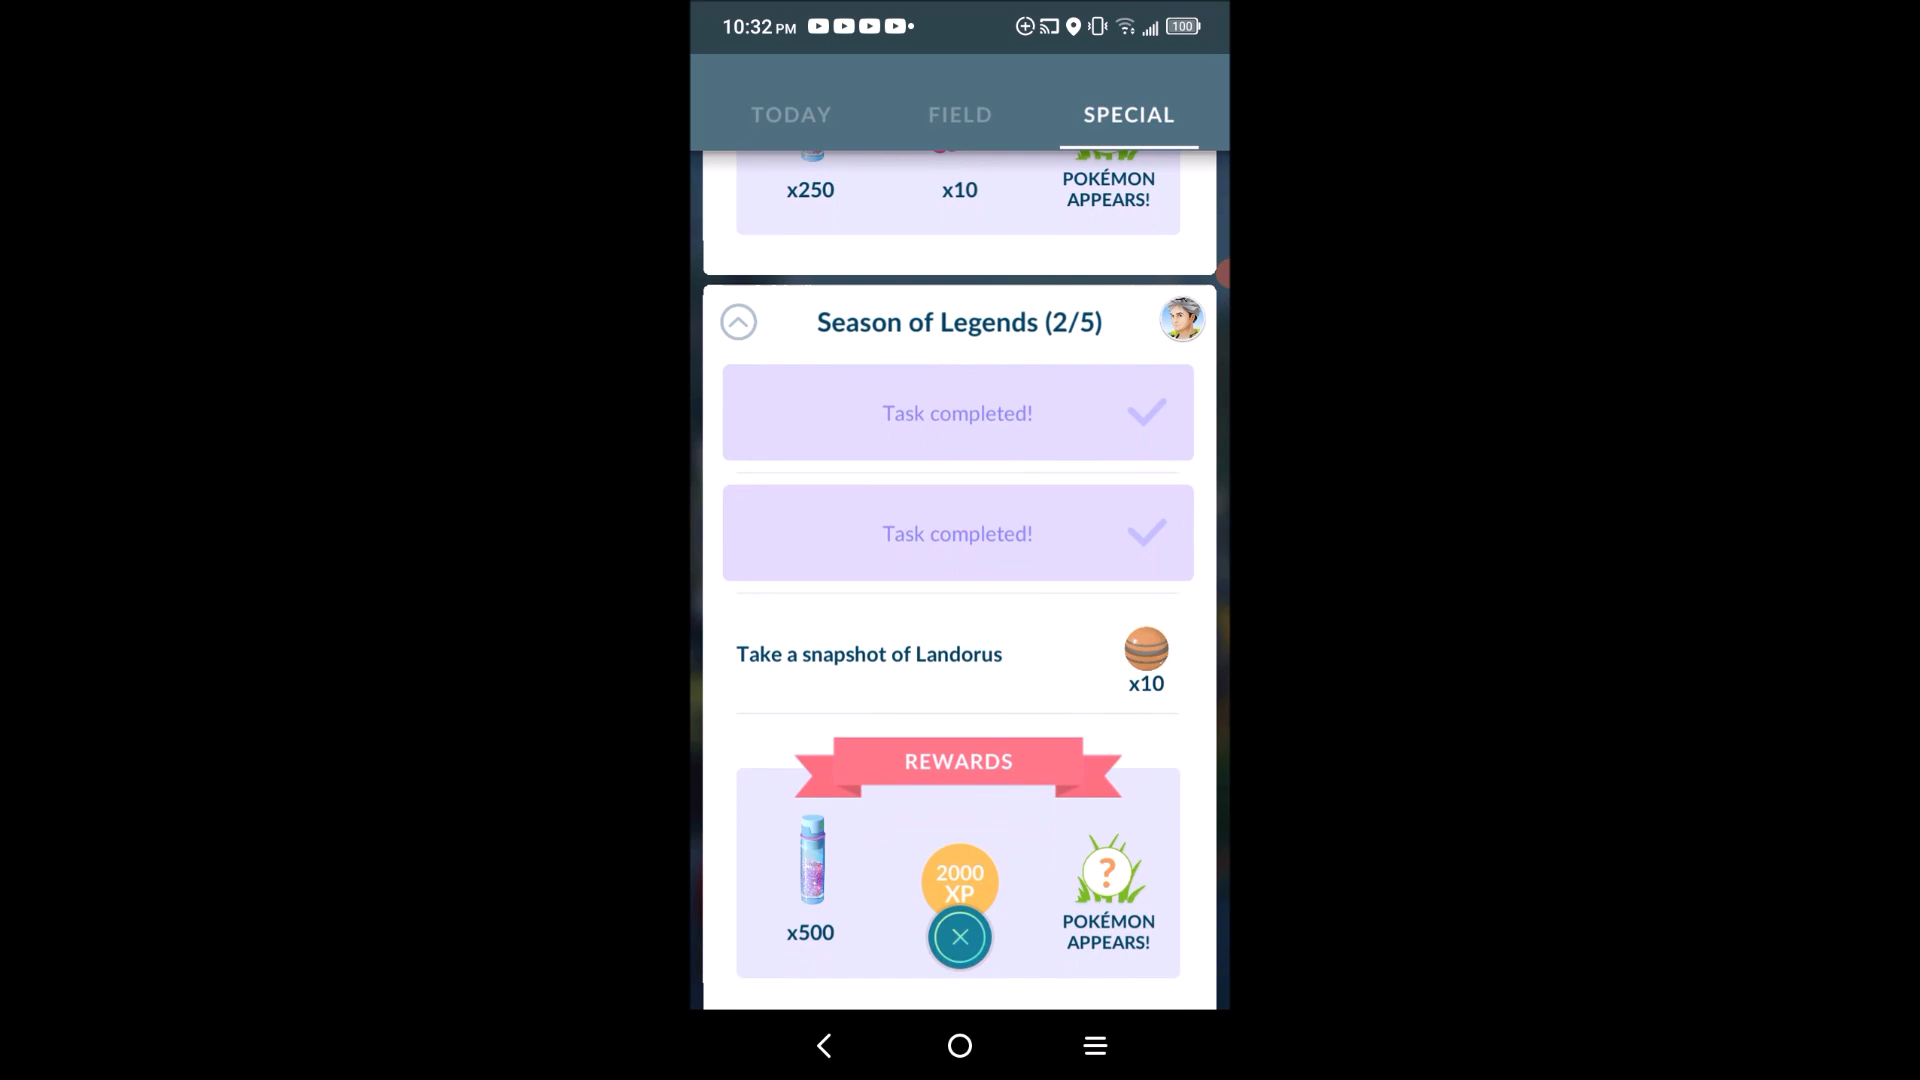 10:32 PM
100
TODAY FIELD SPECIAL
x250 x10 POKÉMON
APPEARS!
Season of Legends (2/5)
Task completed!
Task completed!
Take a snapshot of Landorus
x10
REWARDS
2000
XP
?
x500
POKÉMON
APPEARS!